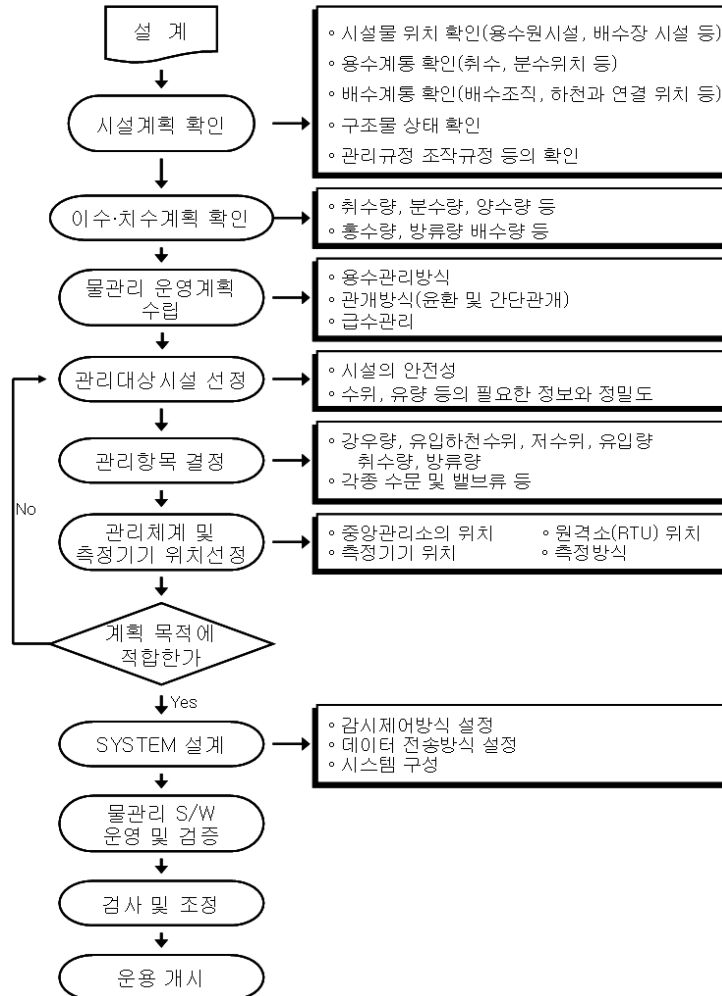 설 계
시설계획 확인
◦ 시설물 위치 확인(용수원시설, 배수장 시설 등)
◦ 용수계통 확인(취수, 분수위치 등)
◦ 배수계통 확인(배수조직, 하천과 연결 위치 등)
◦ 구조물 상태 확인
◦ 관리규정 조작규정 등의 확인
이수·치수계획 확인
◦ 취수량, 분수량, 양수량 등
◦ 홍수량, 방류량 배수량 등
물관리 운영계획
수립
◦ 용수관리방식
◦ 관개방식(윤환 및 간단관개)
◦ 급수관리
관리대상시설 선정
◦ 시설의 안전성
◦ 수위, 유량 등의 필요한 정보와 정밀도
관리항목 결정
◦ 강우량, 유입하천수위, 저수위, 유입량
취수량, 방류량
◦ 각종 수문 및 밸브류 등
No
관리체계 및
측정기기 위치선정
◦ 중앙관리소의 위치 ◦ 원격소(RTU) 위치
◦ 측정기기 위치 ◦ 측정방식
계획 목적에
적합한가
Yes
SYSTEM 설계
◦ 감시제어방식 설정
◦ 데이터 전송방식 설정
◦ 시스템 구성
물관리 S/W
운영 및 검증
검사 및 조정
운용 개시